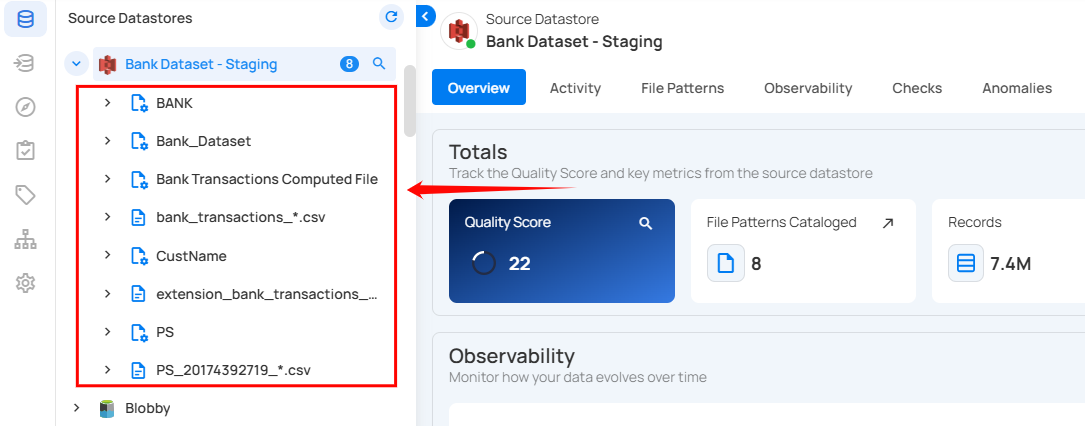 Source Datastores
Bank Dataset - Staging 8
BANK
Bank_Dataset
Bank Transactions Computed File
bank_transactions_*.csv
CustName
extension_bank_transactions_...
PS
PS_20174392719_*.csv
Blobby
Source Datastore
Bank Dataset - Staging
Overview Activity File Patterns Observability Checks Anomalies
Totals
Track the Quality Score and key metrics from the source datastore
Quality Score
22
File Patterns Cataloged
8
Records
7.4M
Observability
Monitor how your data evolves over time